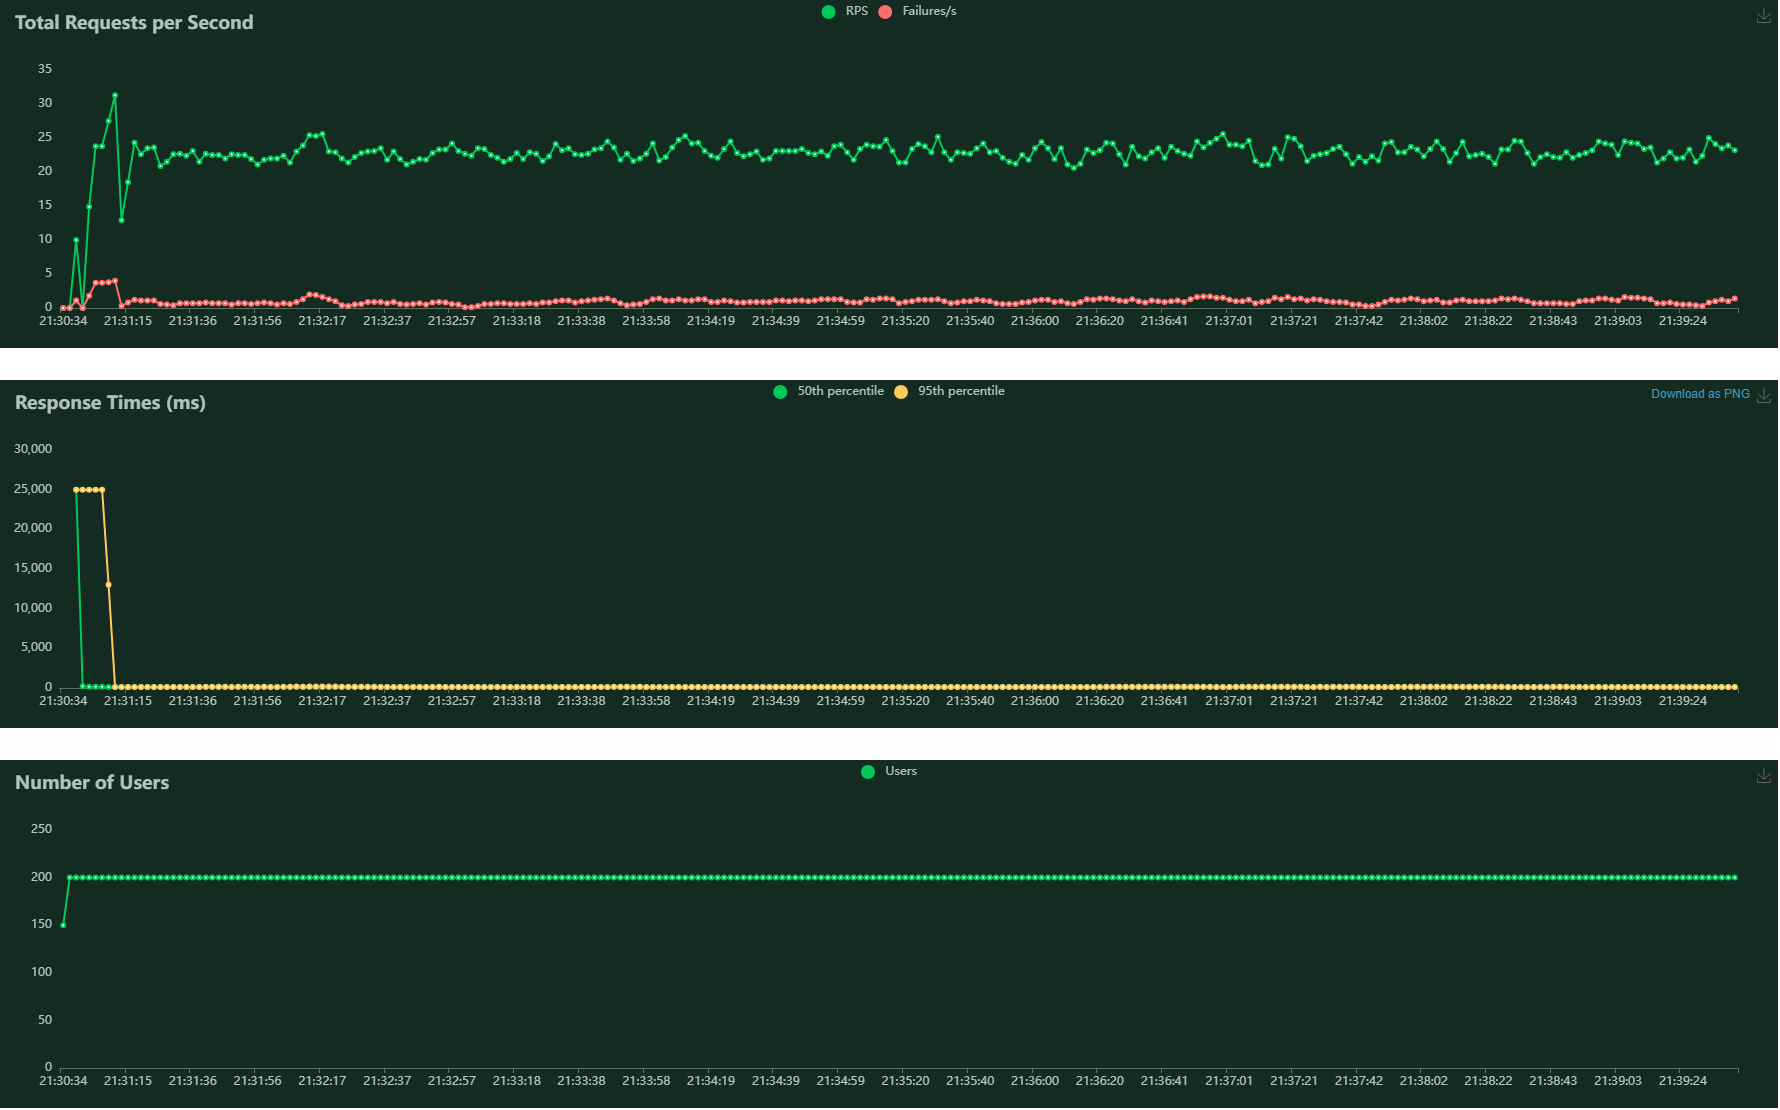 Total Requests per Second
RPS Failures/s
35
30
25
20
15
10
5
0
21:30:34 21:31:15 21:31:36 21:31:56 21:32:17 21:32:37 21:32:57 21:33:18 21:33:38 21:33:58 21:34:19 21:34:39 21:34:59 21:35:20 21:35:40 21:36:00 21:36:20 21:36:41 21:37:01 21:37:21 21:37:42 21:38:02 21:38:22 21:38:43 21:39:03 21:39:24
Response Times (ms)
50th percentile 95th percentile
Download as PNG
30,000
25,000
20,000
15,000
10,000
5,000
0
21:30:34 21:31:15 21:31:36 21:31:56 21:32:17 21:32:37 21:32:57 21:33:18 21:33:38 21:33:58 21:34:19 21:34:39 21:34:59 21:35:20 21:35:40 21:36:00 21:36:20 21:36:41 21:37:01 21:37:21 21:37:42 21:38:02 21:38:22 21:38:43 21:39:03 21:39:24
Number of Users
Users
250
200
150
100
50
0
21:30:34 21:31:15 21:31:36 21:31:56 21:32:17 21:32:37 21:32:57 21:33:18 21:33:38 21:33:58 21:34:19 21:34:39 21:34:59 21:35:20 21:35:40 21:36:00 21:36:20 21:36:41 21:37:01 21:37:21 21:37:42 21:38:02 21:38:22 21:38:43 21:39:03 21:39:24